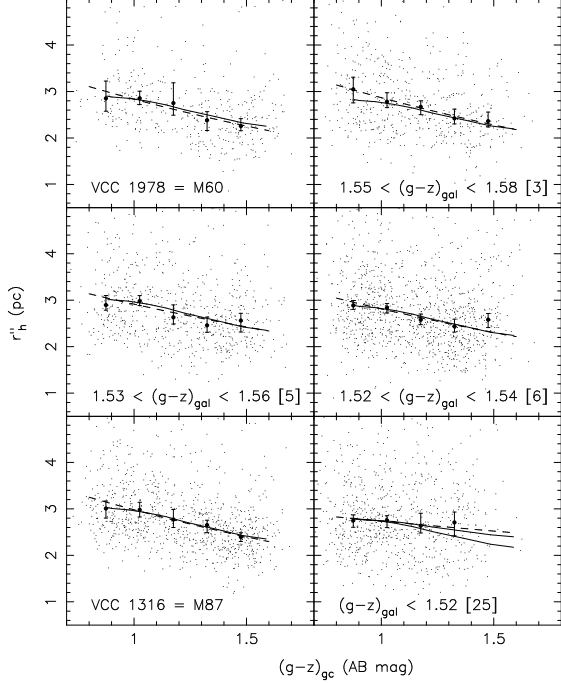 4
3
2
1
VCC 1978 = M60
1.55 < (g−z)gal < 1.58 [3]
4
3
2
1
1.53 < (g−z)gal < 1.56 [5]
1.52 < (g−z)gal < 1.54 [6]
r''h (pc)
4
3
2
1
VCC 1316 = M87
(g−z)gal < 1.52 [25]
1
1.5
1
1.5
(g−z)gc (AB mag)